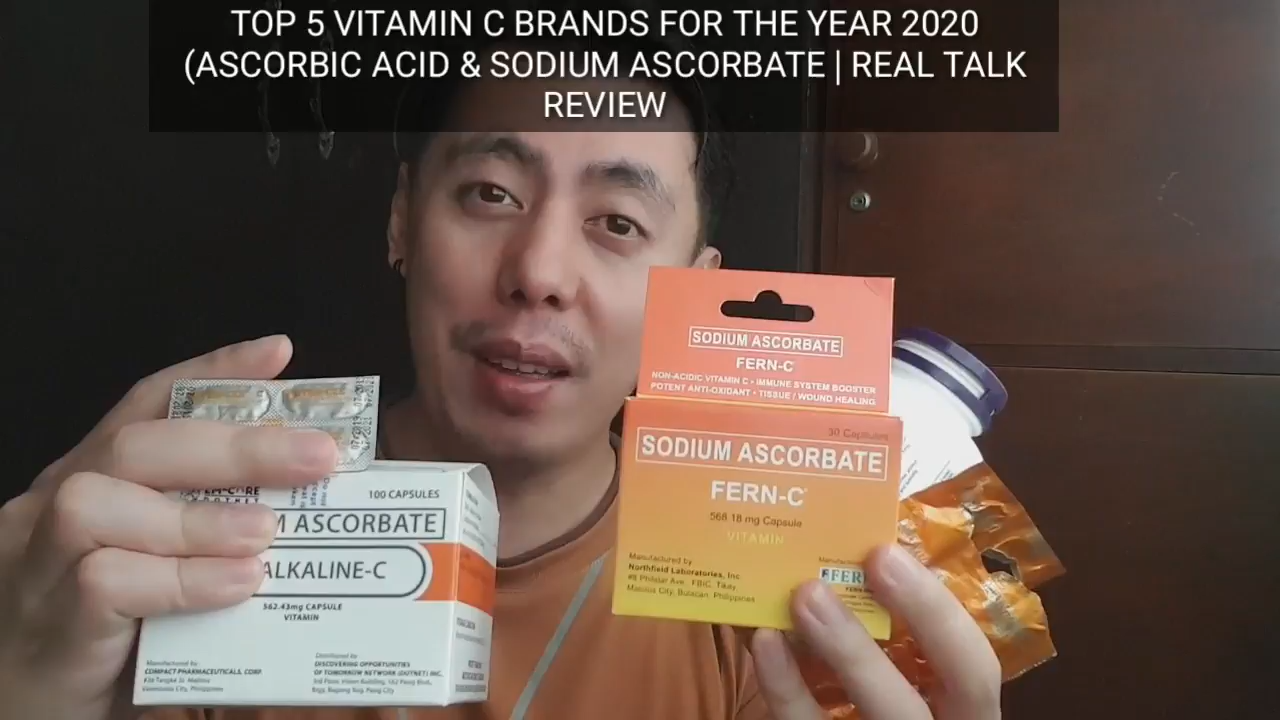 TOP 5 VITAMIN C BRANDS FOR THE YEAR 2020
(ASCORBIC ACID & SODIUM ASCORBATE | REAL TALK
REVIEW
SODIUM ASCORBATE
FERN-C
NON-ACIDIC VITAMIN C • IMMUNE SYSTEM BOOSTER
POTENT ANTI-OXIDANT • TISSUE / WOUND HEALING
30 Capsules
SODIUM ASCORBATE
FERN-C
568.18 mg Capsule
VITAMIN
Manufactured by
Northfield Laboratories, Inc
#8 Philstar Ave., FBIC, Tikay,
Malolos City, Bulacan, Philippines
FERN
100 CAPSULES
M ASCORBATE
ALKALINE-C
562.43mg CAPSULE
VITAMIN
Manufactured by
COMPACT PHARMACEUTICALS, CORP.
Valenzuela City, Philippines
Distributed by
DISCOVERING OPPORTUNITIES
OF TOMORROW NETWORK (DOTNET) INC.